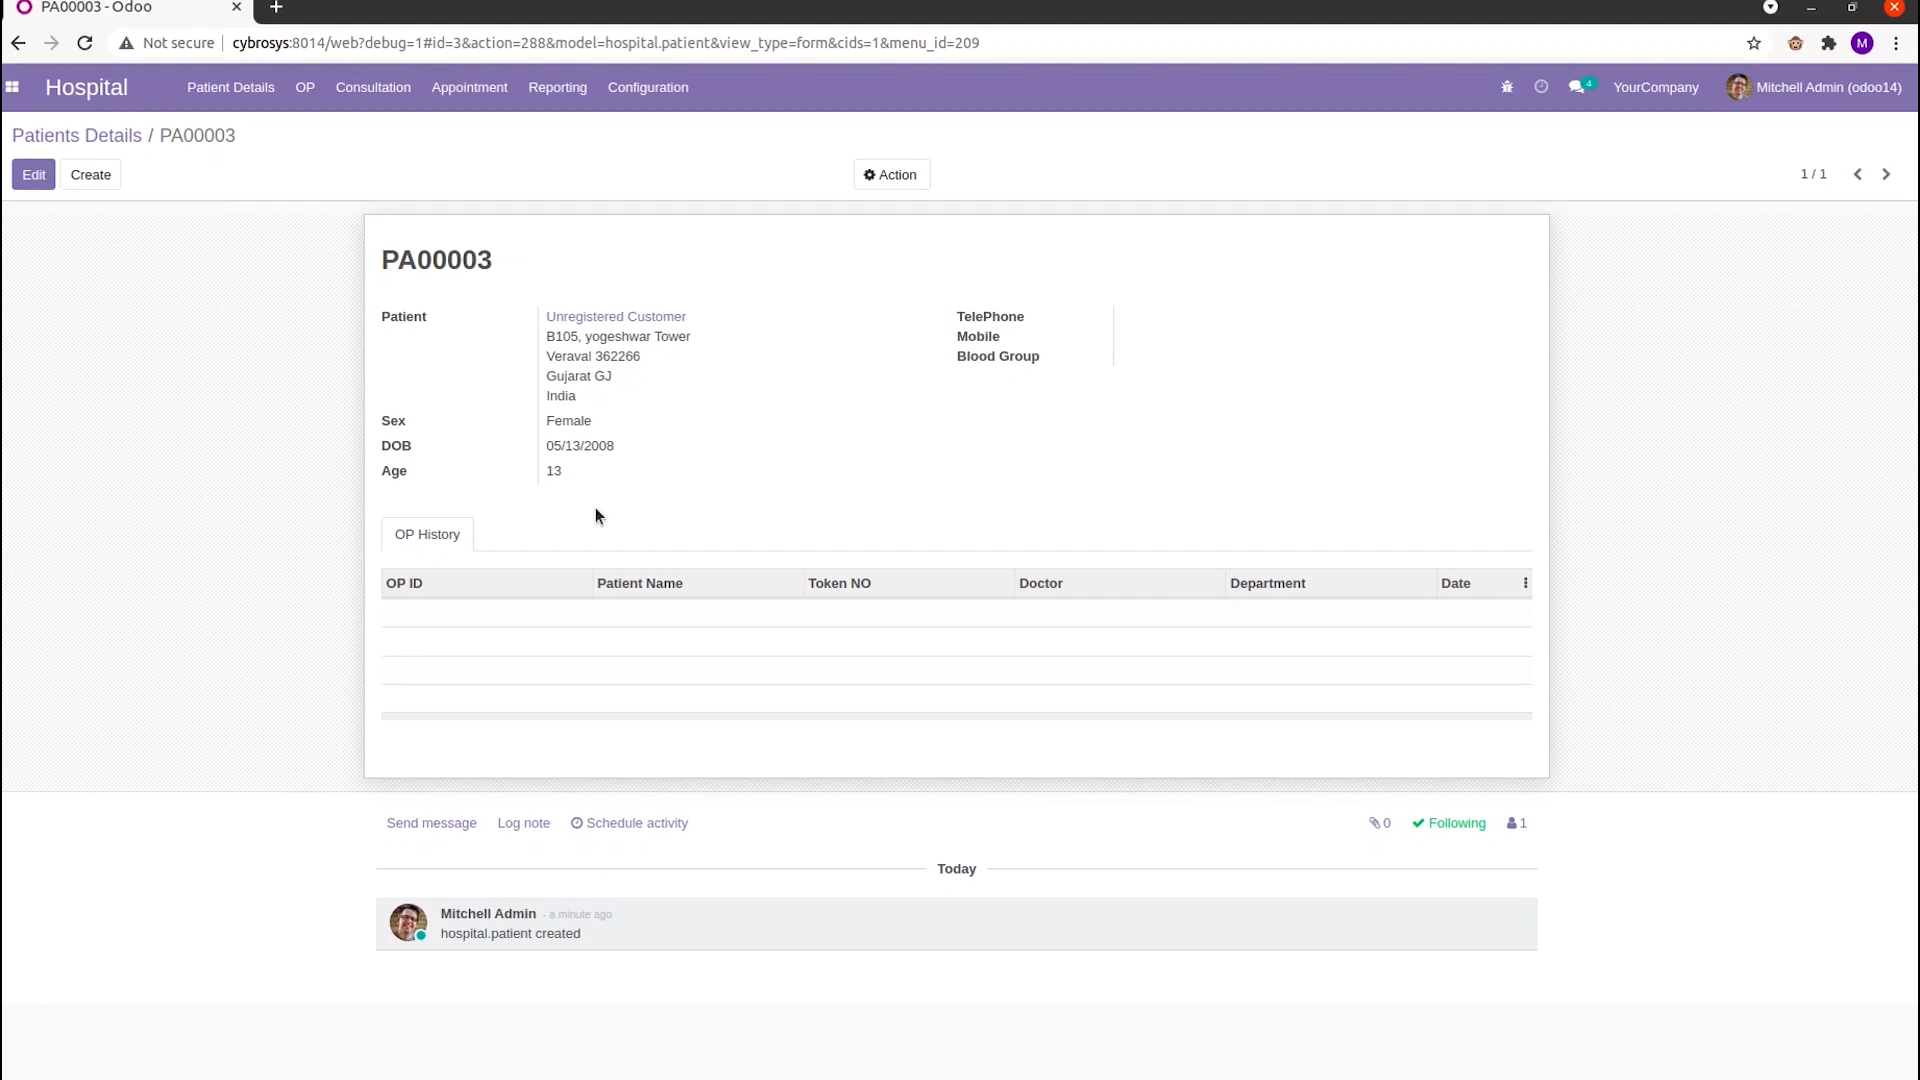 PA00003 - Odoo
Not secure cybrosys:8014/web?debug=1#id=3&action=288&model=hospital.patient&view_type=form&cids=1&menu_id=209 M
Hospital Patient Details OP Consultation Appointment Reporting Configuration 4 YourCompany Mitchell Admin (odoo14)
Patients Details / PA00003
Edit Create Action 1 / 1
PA00003
Patient Unregistered Customer TelePhone
B105, yogeshwar Tower Mobile
Veraval 362266 Blood Group
Gujarat GJ
India
Sex Female
DOB 05/13/2008
Age 13
OP History
OP ID Patient Name Token NO Doctor Department Date
Send message Log note Schedule activity 0 Following 1
Today
Mitchell Admin - a minute ago
hospital.patient created